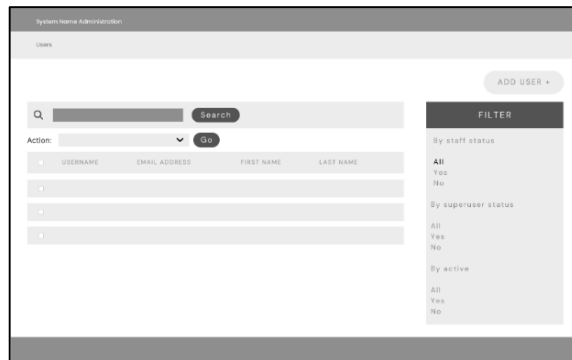 System Name Administration
Users
ADD USER +
Search
Action:
Go
USERNAME EMAIL ADDRESS FIRST NAME LAST NAME
FILTER
By staff status
All
Yes
No
By superuser status
All
Yes
No
By active
All
Yes
No